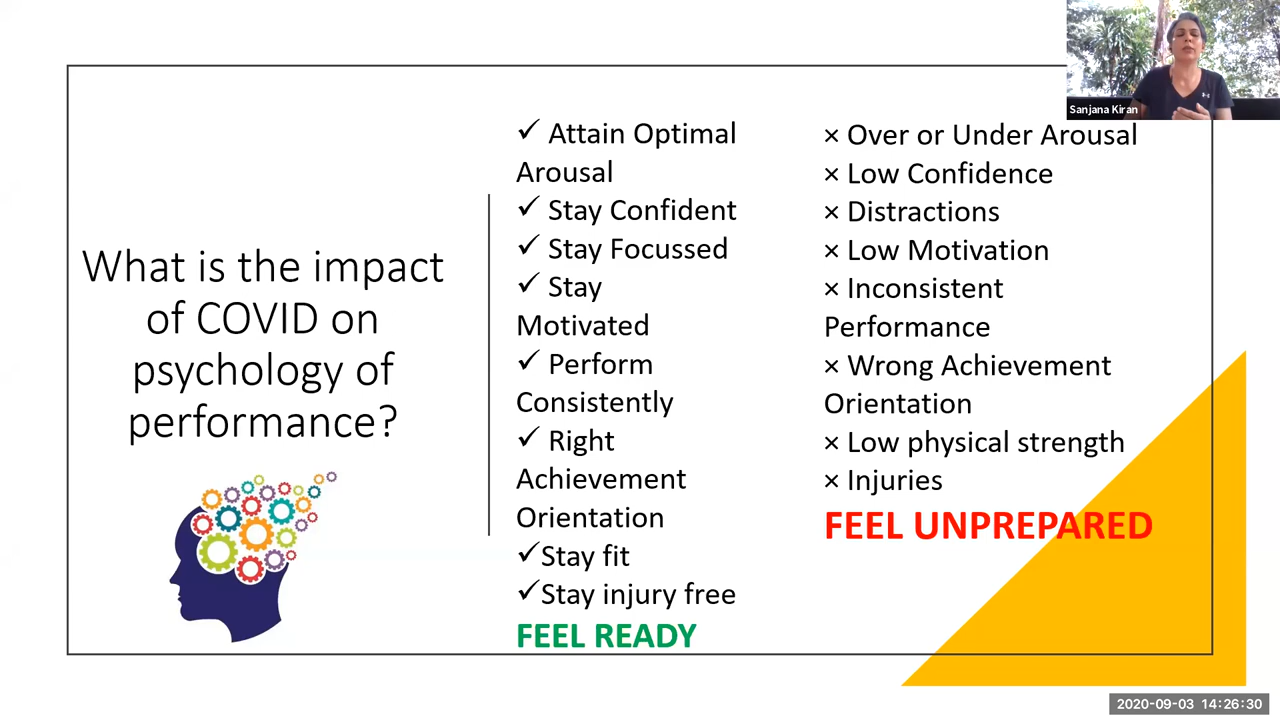 Sanjana Kiran
What is the impact
of COVID on
psychology of
performance?
✓ Attain Optimal
Arousal
✓ Stay Confident
✓ Stay Focussed
✓ Stay
Motivated
✓ Perform
Consistently
✓ Right
Achievement
Orientation
✓Stay fit
✓Stay injury free
FEEL READY
× Over or Under Arousal
× Low Confidence
× Distractions
× Low Motivation
× Inconsistent
Performance
× Wrong Achievement
Orientation
× Low physical strength
× Injuries
FEEL UNPREPARED
2020-09-03 14:26:30